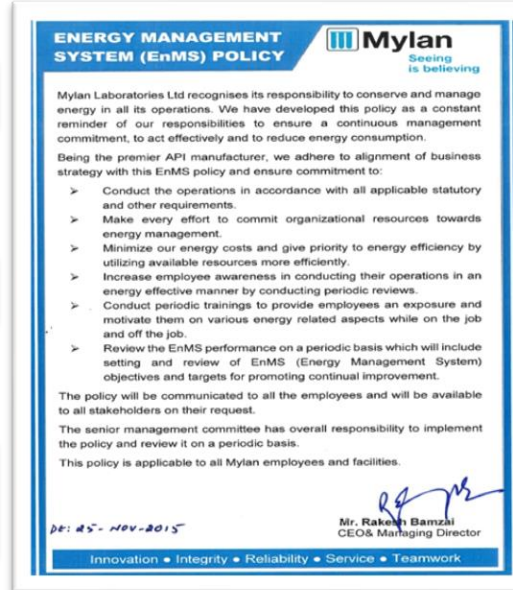 ENERGY MANAGEMENT
SYSTEM (EnMS) POLICY
Mylan
Seeing
is believing
Mylan Laboratories Ltd recognises its responsibility to conserve and manage
energy in all its operations. We have developed this policy as a constant
reminder of our responsibilities to ensure a continuous management
commitment, to act effectively and to reduce energy consumption.
Being the premier API manufacturer, we adhere to alignment of business
strategy with this EnMS policy and ensure commitment to:
➢ Conduct the operations in accordance with all applicable statutory
and other requirements.
➢ Make every effort to commit organizational resources towards
energy management.
➢ Minimize our energy costs and give priority to energy efficiency by
utilizing available resources more efficiently.
➢ Increase employee awareness in conducting their operations in an
energy effective manner by conducting periodic reviews.
➢ Conduct periodic trainings to provide employees an exposure and
motivate them on various energy related aspects while on the job
and off the job.
➢ Review the EnMS performance on a periodic basis which will include
setting and review of EnMS (Energy Management System)
objectives and targets for promoting continual improvement.
The policy will be communicated to all the employees and will be available
to all stakeholders on their request.
The senior management committee has overall responsibility to implement
the policy and review it on a periodic basis.
This policy is applicable to all Mylan employees and facilities.
Dt: 25-NOV-2015
Mr. Rakesh Bamzai
CEO& Managing Director
Innovation • Integrity • Reliability • Service • Teamwork